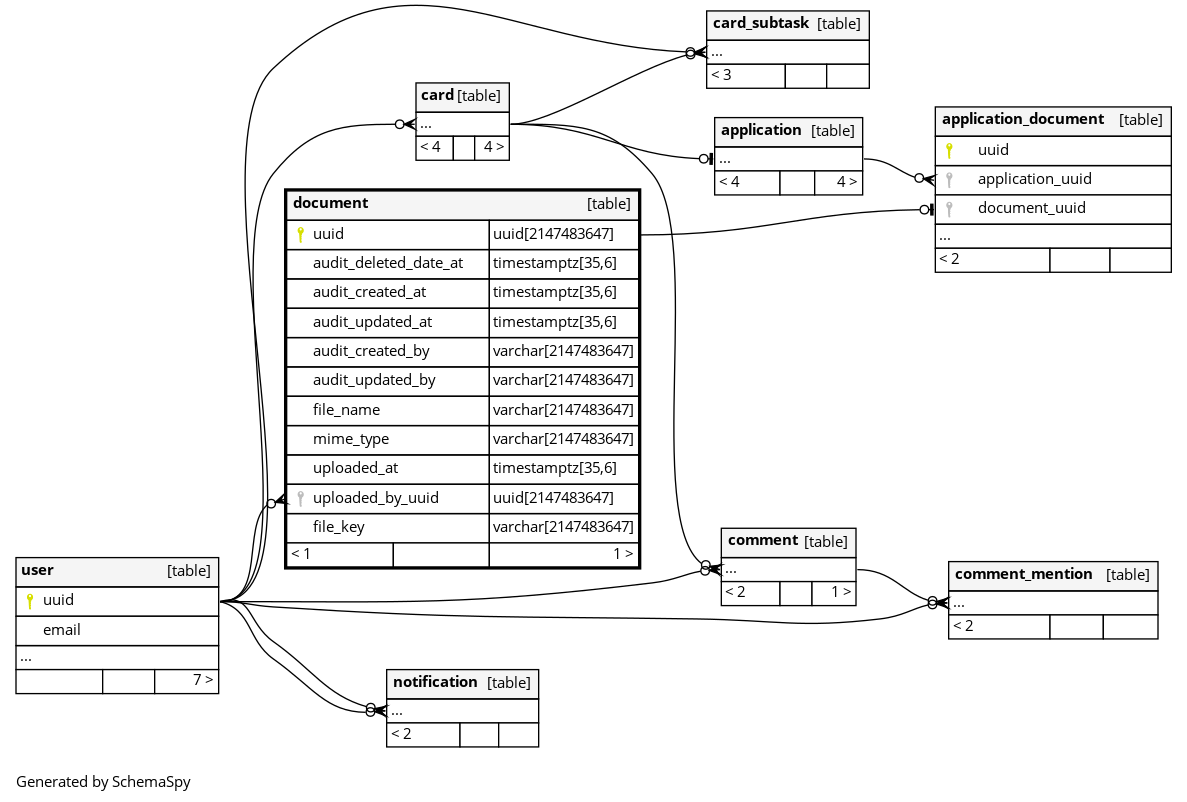 card_subtask [table]
...
< 3
card [table]
...
< 4 4 >
application [table]
...
< 4 4 >
application_document [table]
uuid
application_uuid
document_uuid
...
< 2
document [table]
uuid uuid[2147483647]
audit_deleted_date_at timestamptz[35,6]
audit_created_at timestamptz[35,6]
audit_updated_at timestamptz[35,6]
audit_created_by varchar[2147483647]
audit_updated_by varchar[2147483647]
file_name varchar[2147483647]
mime_type varchar[2147483647]
uploaded_at timestamptz[35,6]
uploaded_by_uuid uuid[2147483647]
file_key varchar[2147483647]
< 1 1 >
user [table]
uuid
email
...
7 >
comment [table]
...
< 2 1 >
comment_mention [table]
...
< 2
notification [table]
...
< 2
Generated by SchemaSpy